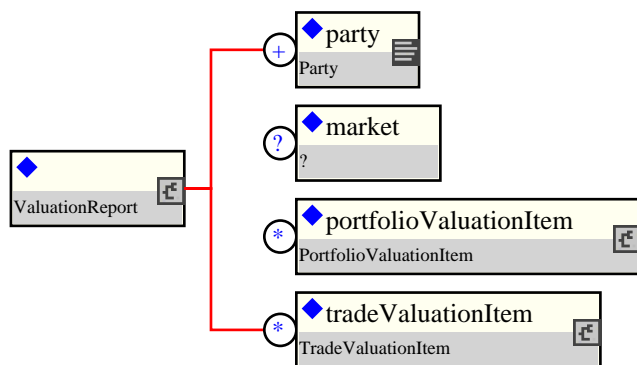 +
party
Party
?
market
?
ValuationReport
*
portfolioValuationItem
PortfolioValuationItem
*
tradeValuationItem
TradeValuationItem